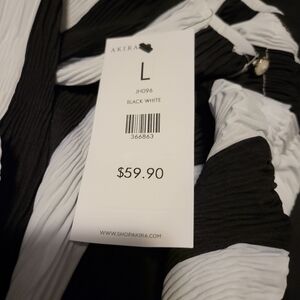 AKIRA
L
JH096
BLACK WHITE
366863
$59.90
WWW.SHOPAKIRA.COM